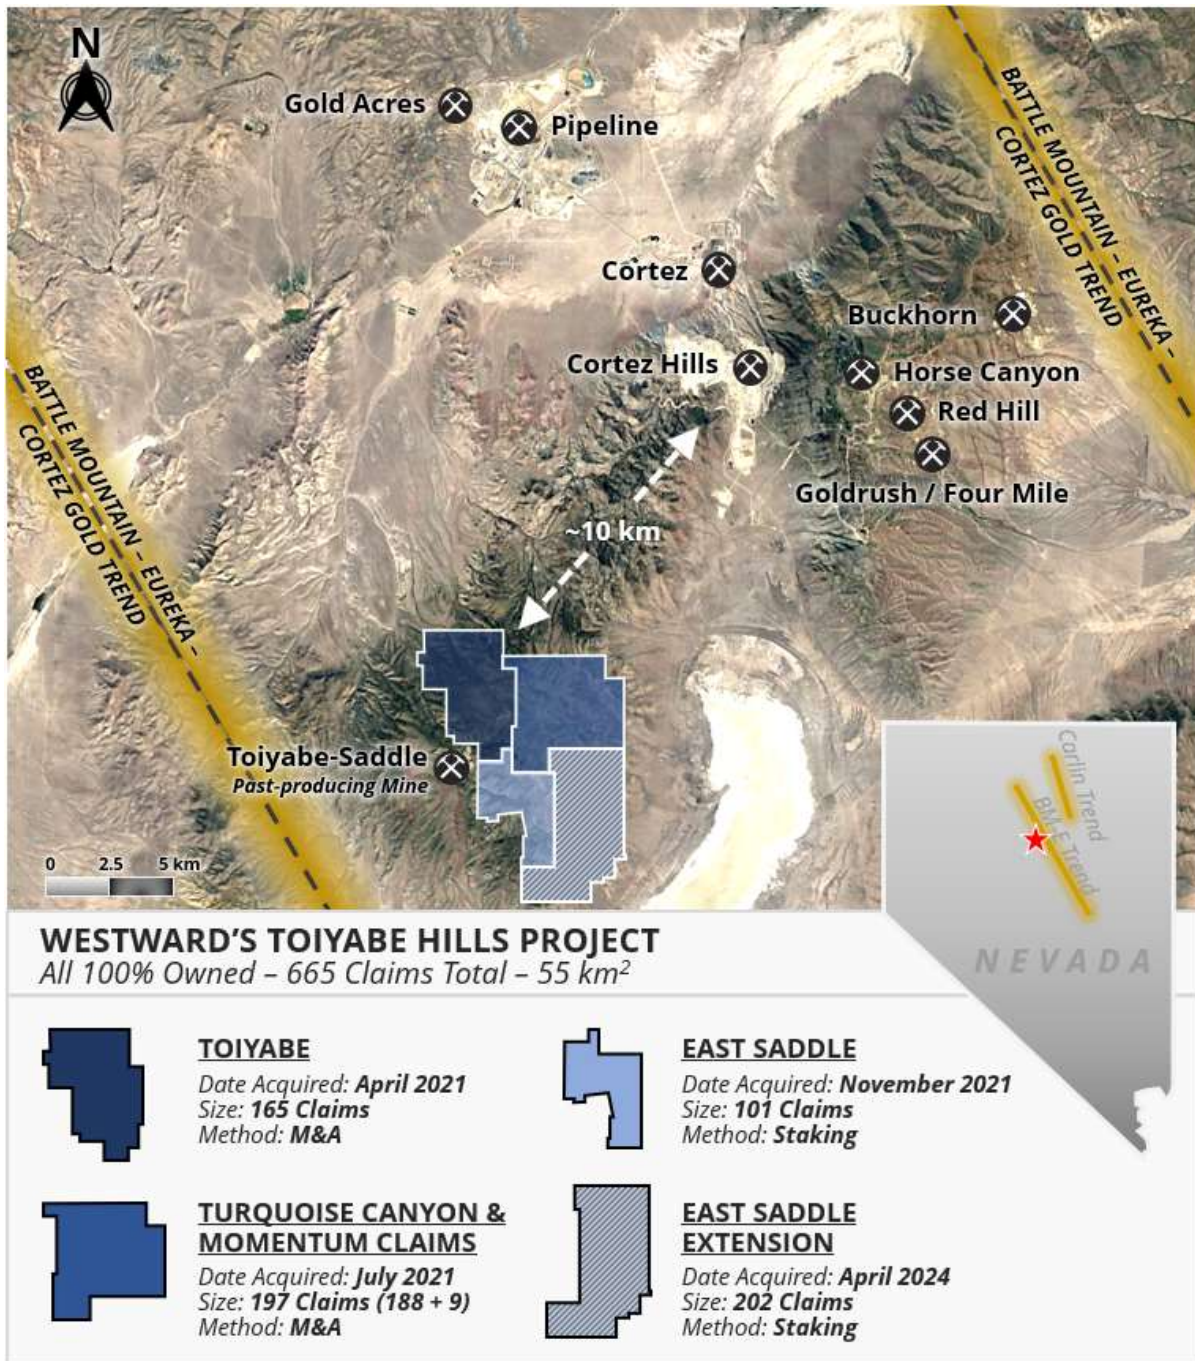 N
Gold Acres
Pipeline
BATTLE MOUNTAIN – EUREKA –
CORTEZ GOLD TREND
Cortez
Buckhorn
Cortez Hills
Horse Canyon
Red Hill
Goldrush / Four Mile
BATTLE MOUNTAIN – EUREKA –
CORTEZ GOLD TREND
~10 km
Toiyabe-Saddle
Past-producing Mine
0 2.5 5 km
Carlin Trend
BM-E Trend
NEVADA
WESTWARD’S TOIYABE HILLS PROJECT
All 100% Owned – 665 Claims Total – 55 km²
TOIYABE
Date Acquired: April 2021
Size: 165 Claims
Method: M&A
EAST SADDLE
Date Acquired: November 2021
Size: 101 Claims
Method: Staking
TURQUOISE CANYON &
MOMENTUM CLAIMS
Date Acquired: July 2021
Size: 197 Claims (188 + 9)
Method: M&A
EAST SADDLE
EXTENSION
Date Acquired: April 2024
Size: 202 Claims
Method: Staking